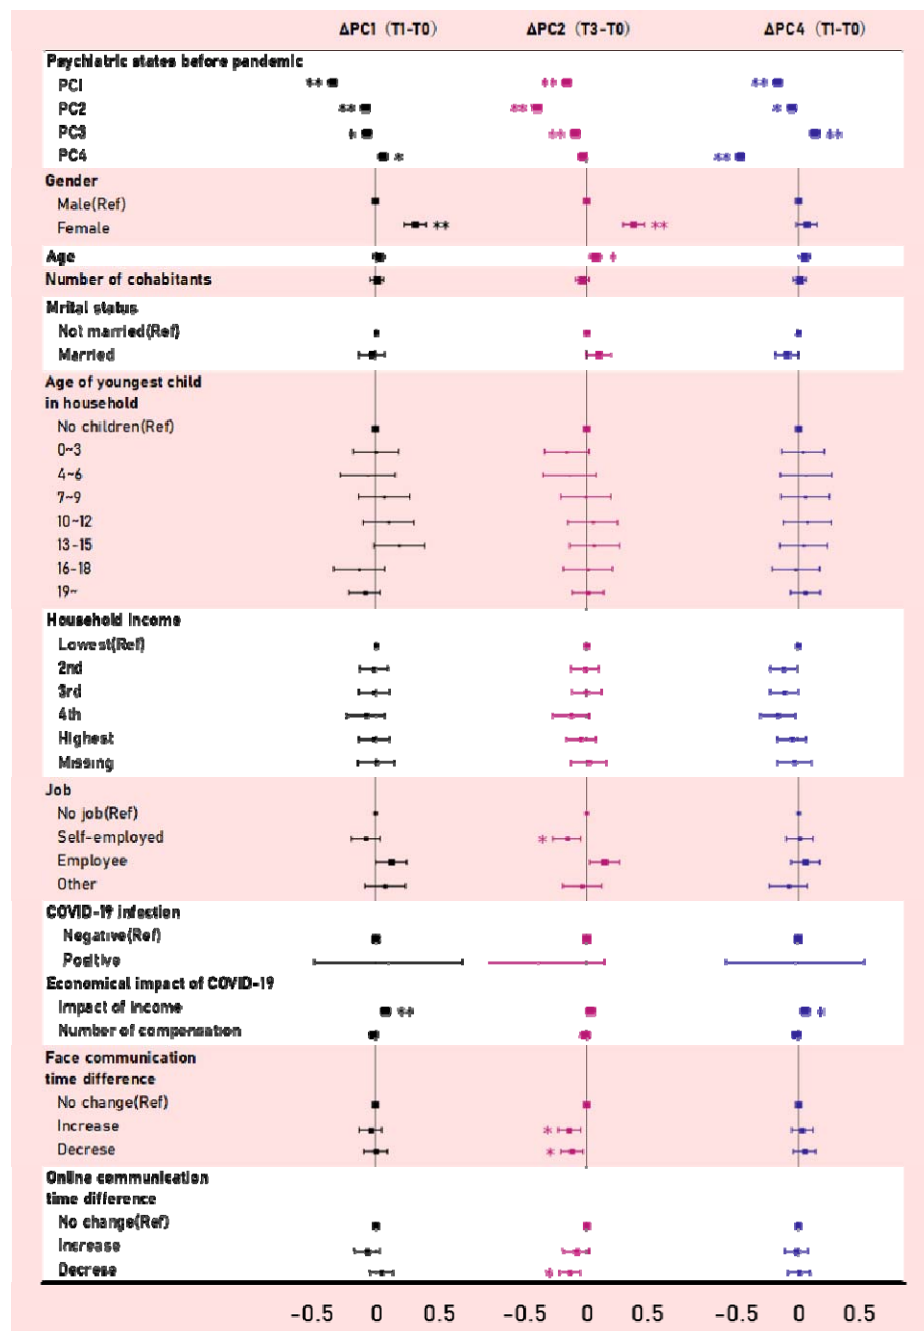 ΔPC1 (T1-T0) ΔPC2 (T3-T0) ΔPC4 (T1-T0)
Psychiatric states before pandemic
PC1 ** ** **
PC2 ** ** *
PC3 * ** **
PC4 * **
Gender
Male(Ref)
Female ** **
Age *
Number of cohabitants
Mrital status
Not married(Ref)
Married
Age of youngest child
in household
No children(Ref)
0~3
4~6
7~9
10~12
13-15
16-18
19~
Household income
Lowest(Ref)
2nd
3rd
4th
Highest
Missing
Job
No job(Ref)
Self-employed *
Employee
Other
COVID-19 infection
Negative(Ref)
Positive
Economical impact of COVID-19
Impact of income ** *
Number of compensation
Face communication
time difference
No change(Ref)
Increase *
Decrese *
Online communication
time difference
No change(Ref)
Increase
Decrese *
-0.5 0 0.5 -0.5 0 0.5 -0.5 0 0.5